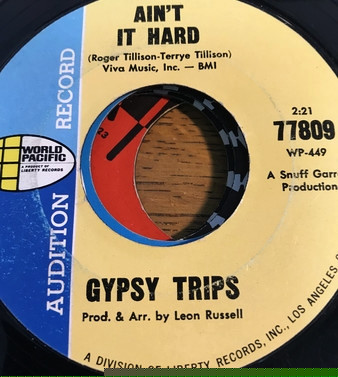 AIN'T
IT HARD
(Roger Tillison-Terrye Tillison)
Viva Music, Inc. — BMI
AUDITION RECORD
WORLD
PACIFIC
A PRODUCT OF
LIBERTY RECORDS
23
2:21
77809
WP-449
A Snuff Garr
Production
GYPSY TRIPS
Prod. & Arr. by Leon Russell
A DIVISION OF LIBERTY RECORDS, INC., LOS ANGELES